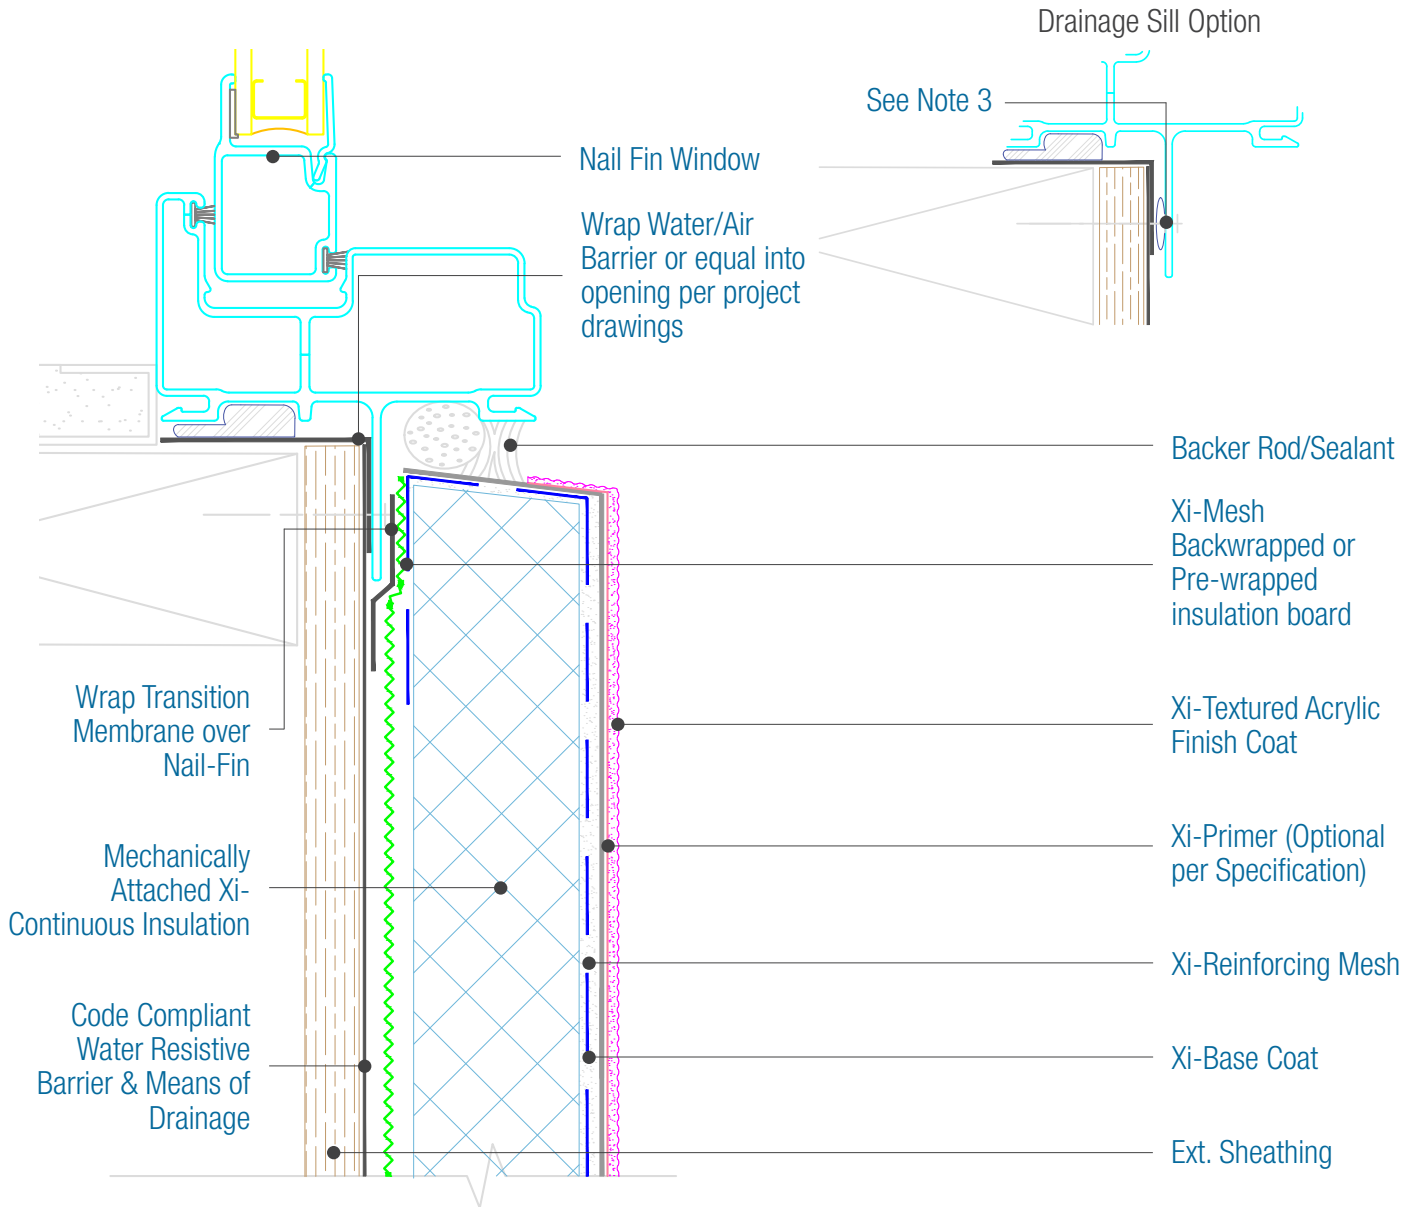 Drainage Sill Option
See Note 3
Nail Fin Window
Wrap Water/Air
Barrier or equal into
opening per project
drawings
Backer Rod/Sealant
Xi-Mesh
Backwrapped or
Pre-wrapped
insulation board
Wrap Transition
Membrane over
Nail-Fin
Xi-Textured Acrylic
Finish Coat
Xi-Primer (Optional
per Specification)
Mechanically
Attached Xi-
Continuous Insulation
Xi-Reinforcing Mesh
Code Compliant
Water Resistive
Barrier & Means of
Drainage
Xi-Base Coat
Ext. Sheathing